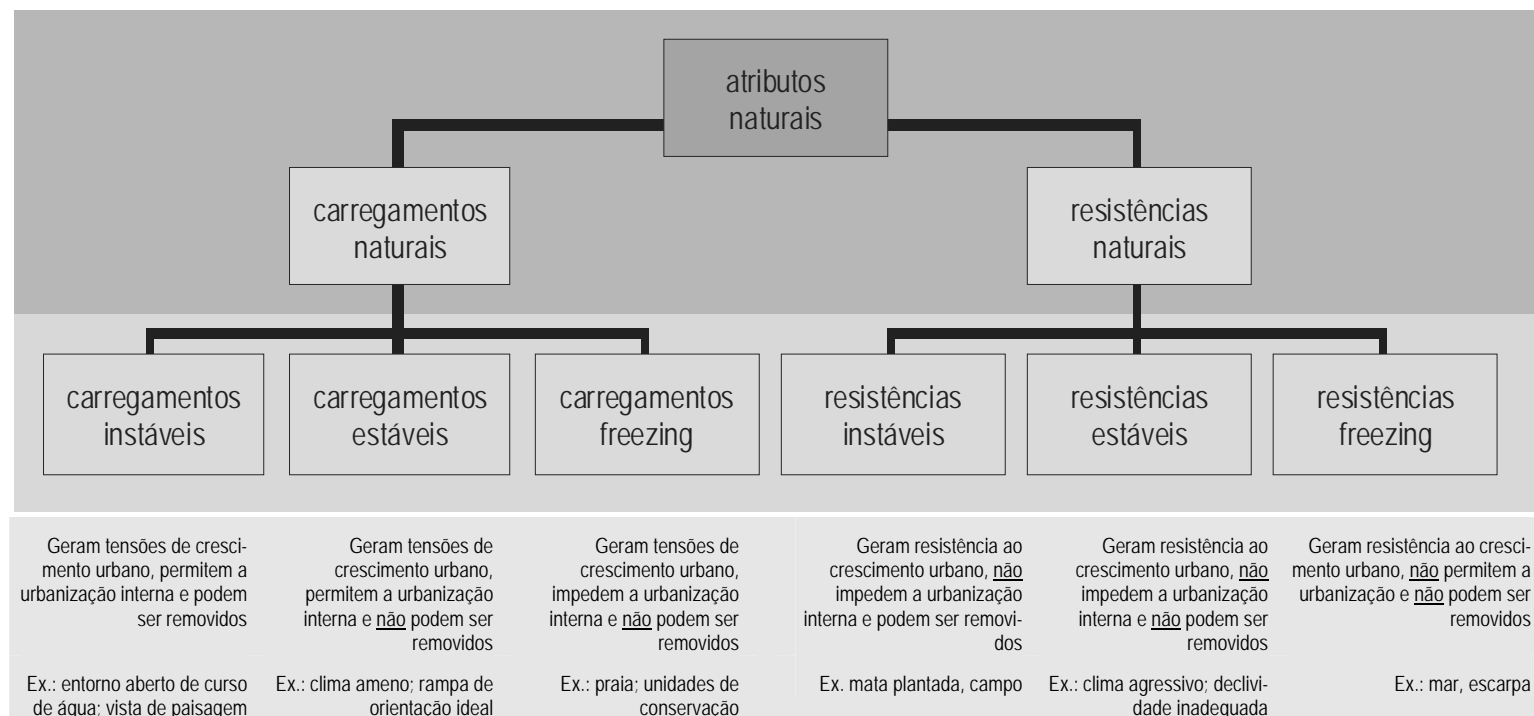 atributos
naturais
carregamentos
naturais
resistências
naturais
carregamentos
instáveis
carregamentos
estáveis
carregamentos
freezing
resistências
instáveis
resistências
estáveis
resistências
freezing
Geram tensões de cresci-
mento urbano, permitem a
urbanização interna e podem
ser removidos
Ex.: entorno aberto de curso
de água; vista de paisagem
Geram tensões de
crescimento urbano,
permitem a urbanização
interna e não podem ser
removidos
Ex.: clima ameno; rampa de
orientação ideal
Geram tensões de
crescimento urbano,
impedem a urbanização
interna e não podem ser
removidos
Ex.: praia; unidades de
conservação
Geram resistência ao
crescimento urbano, não
impedem a urbanização
interna e podem ser removi-
dos
Ex. mata plantada, campo
Geram resistência ao
crescimento urbano, não
impedem a urbanização
interna e não podem ser
removidos
Ex.: clima agressivo; declivi-
dade inadequada
Geram resistência ao cresci-
mento urbano, não permitem a
urbanização e não podem ser
removidos
Ex.: mar, escarpa